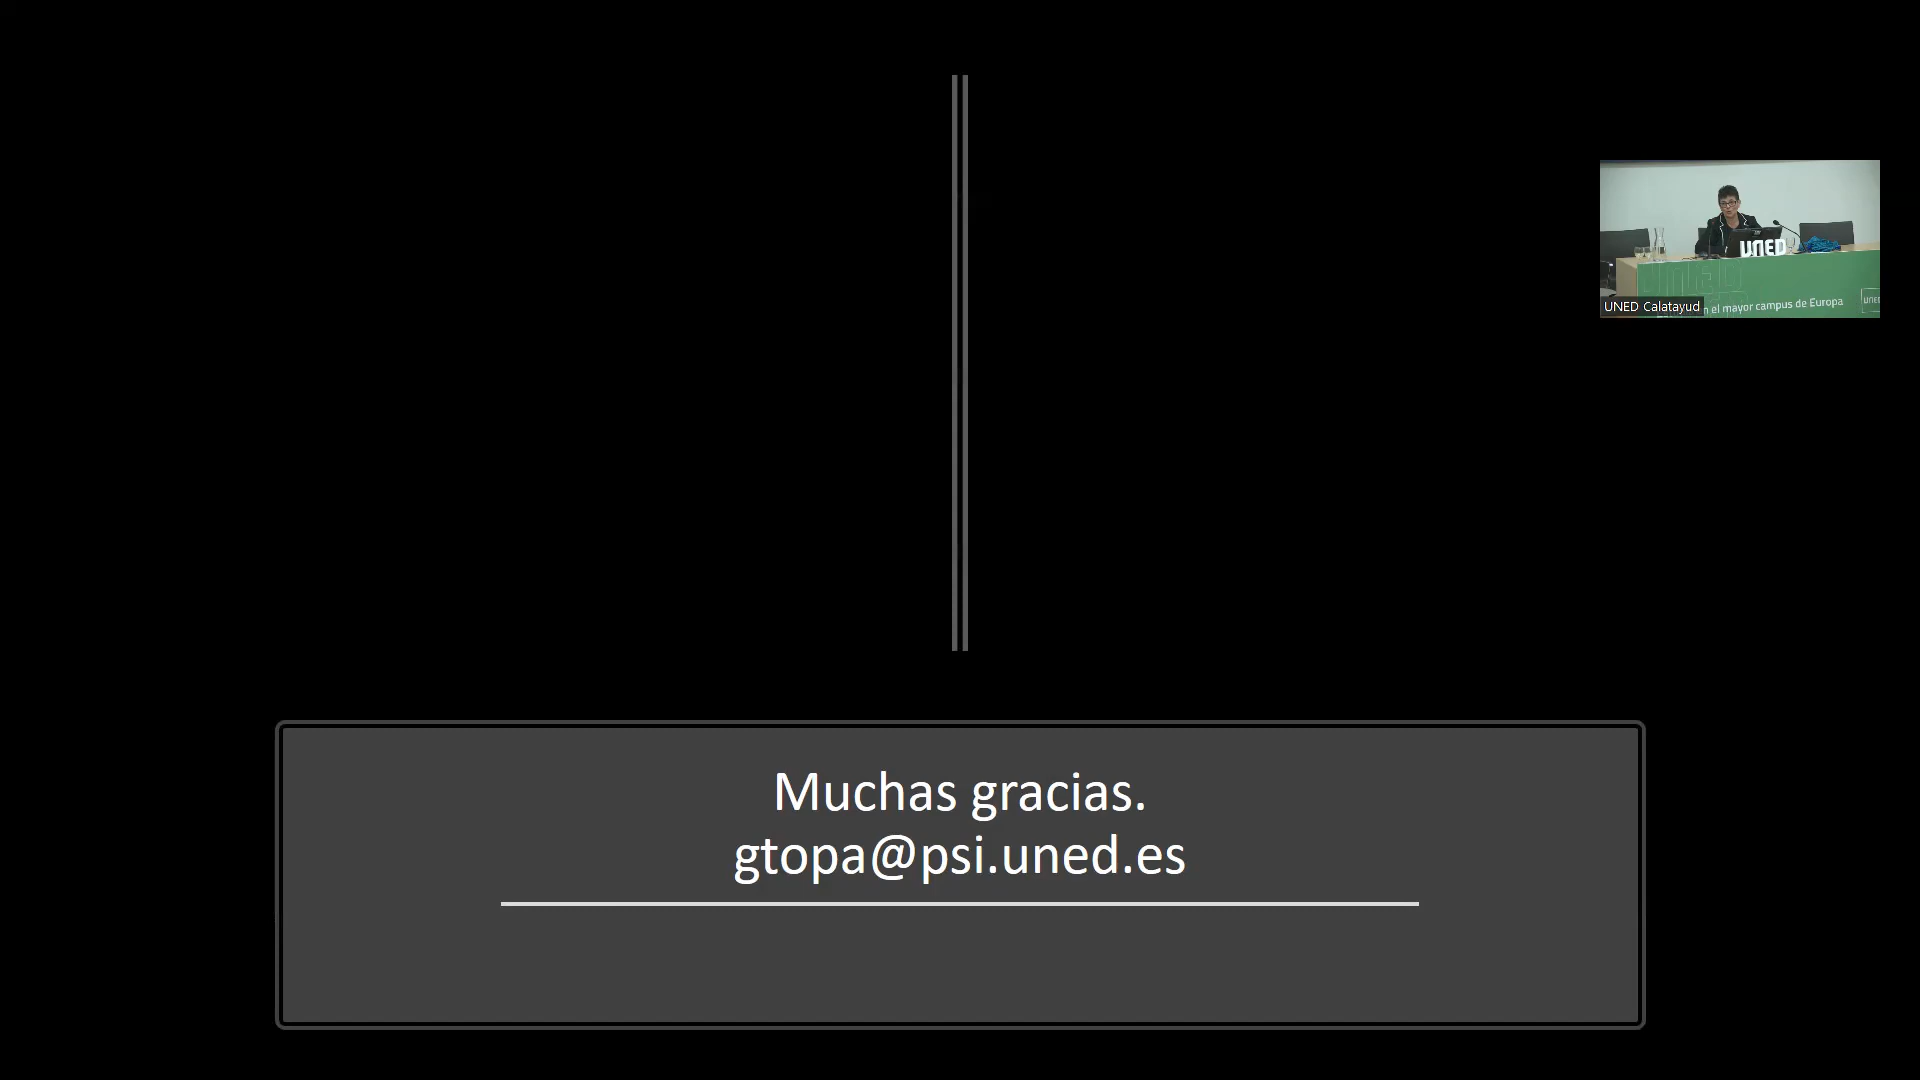 UNED
UNED Calatayud
n el mayor campus de Europa
Muchas gracias.
gtopa@psi.uned.es